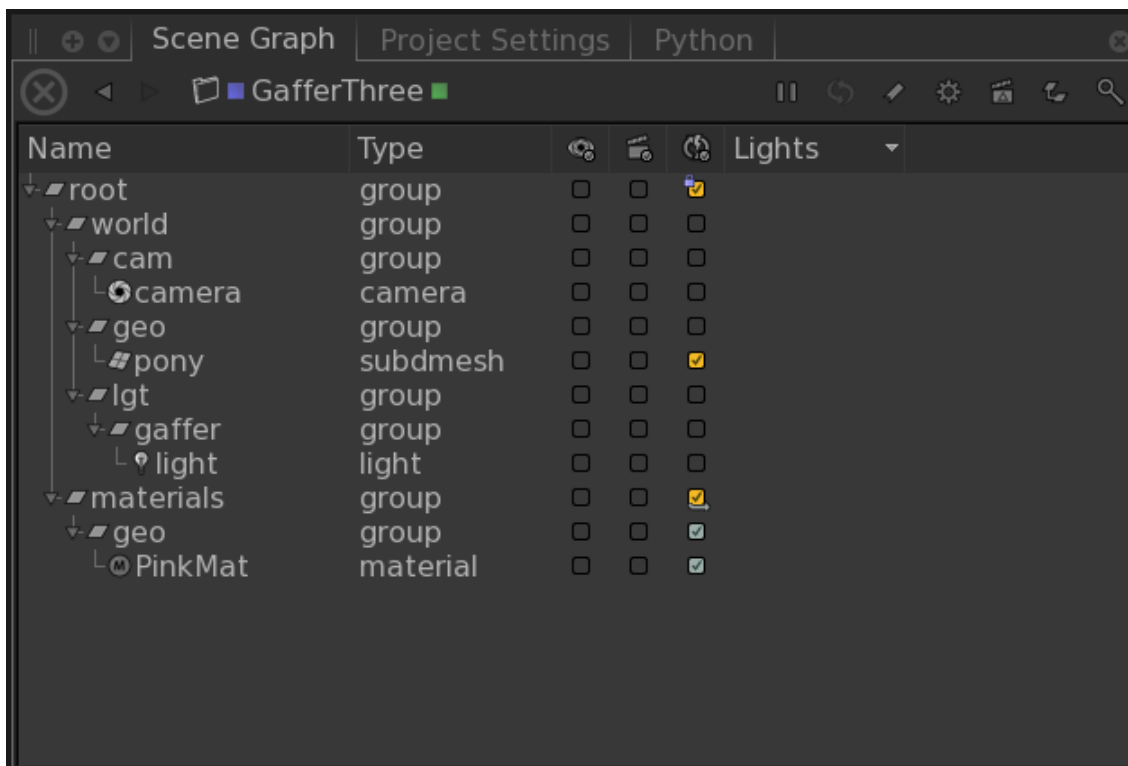 Scene Graph Project Settings Python
GafferThree
Name Type Lights
root group
world group
cam group
camera camera
geo group
pony subdmesh
lgt group
gaffer group
light light
materials group
geo group
PinkMat material